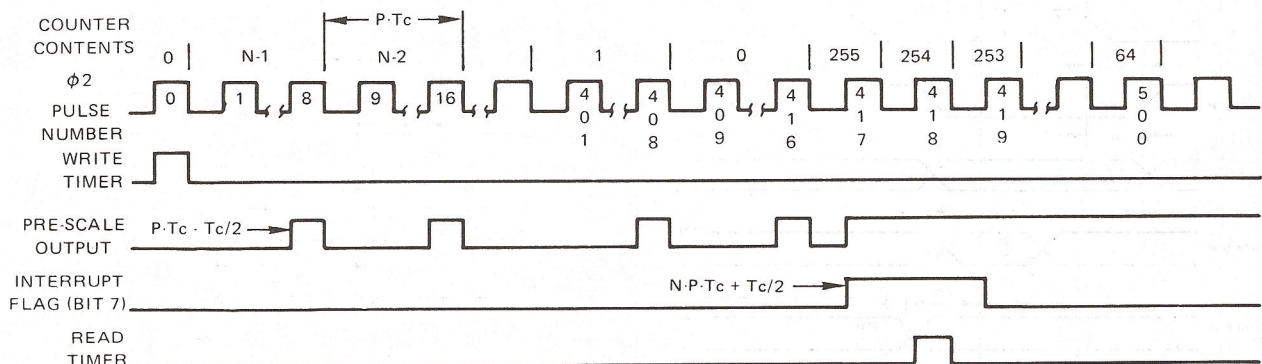 P·Tc
COUNTER
CONTENTS
0 N-1 N-2 1 0 255 254 253 64
φ2
PULSE
NUMBER
0 1 8 9 16 401 408 409 416 417 418 419 500
WRITE
TIMER
PRE-SCALE
OUTPUT
P·Tc - Tc/2
INTERRUPT
FLAG (BIT 7)
N·P·Tc + Tc/2
READ
TIMER